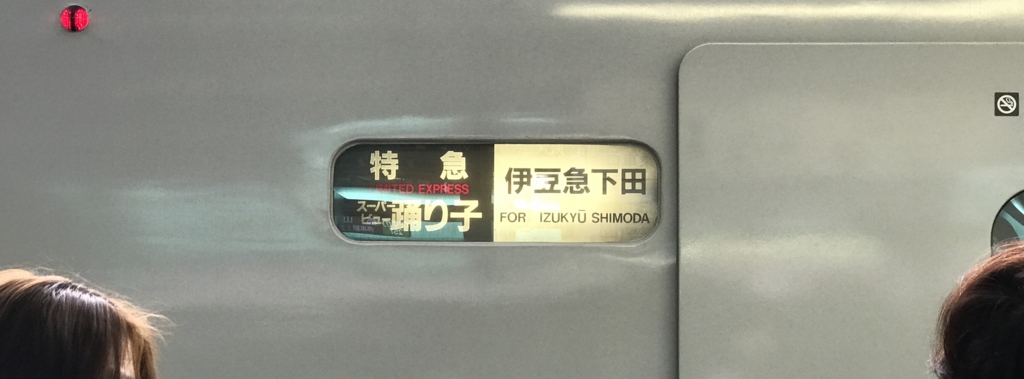 特急
LIMITED EXPRESS
スーパー
ビュー 踊り子
伊豆急下田
FOR IZUKYŪ SHIMODA